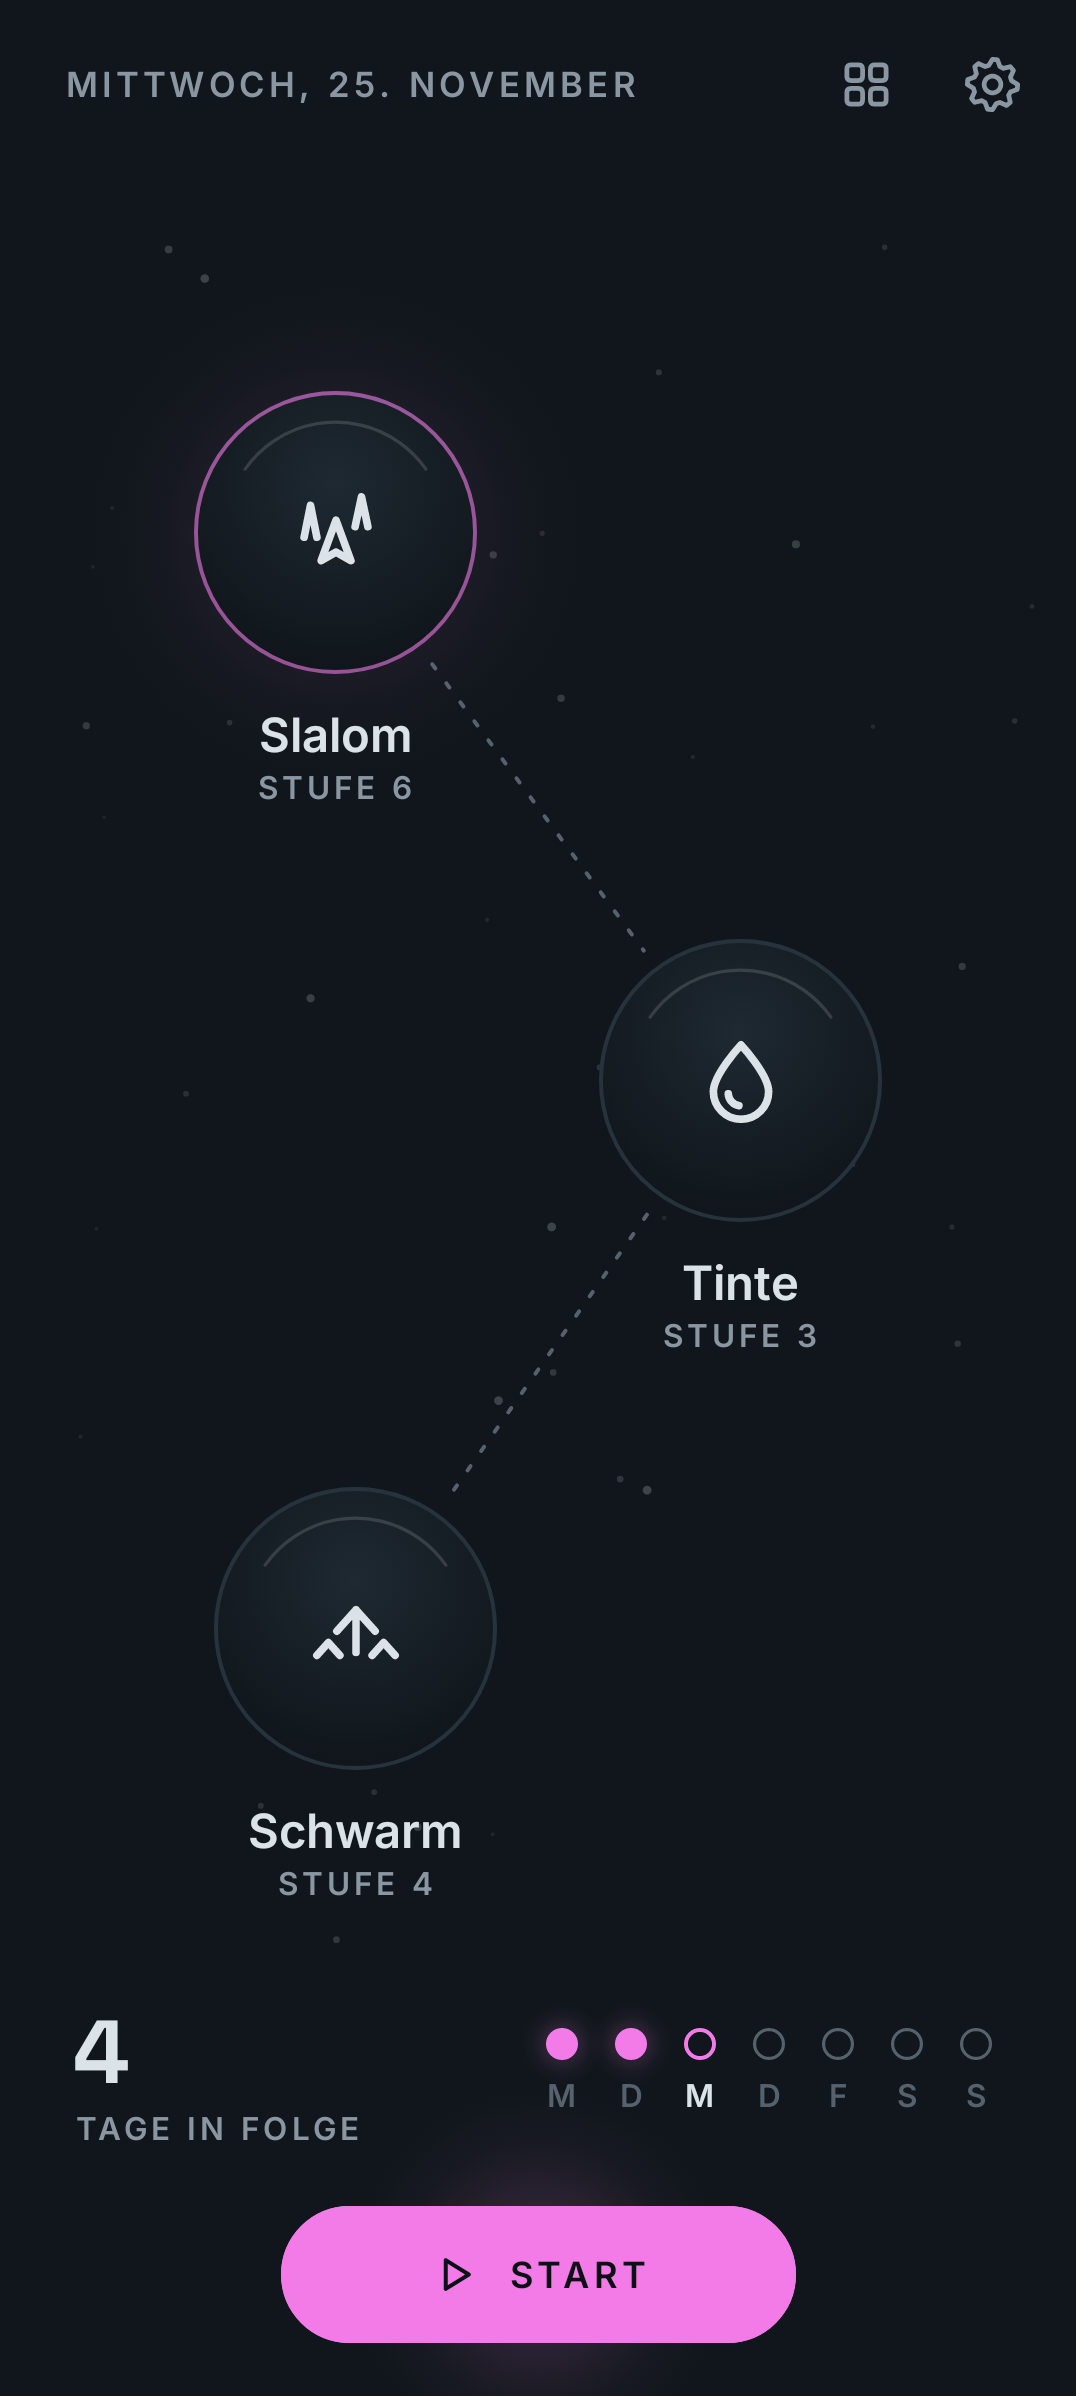 MITTWOCH, 25. NOVEMBER
Slalom
STUFE 6
Tinte
STUFE 3
Schwarm
STUFE 4
4
TAGE IN FOLGE
M D M D F S S
START